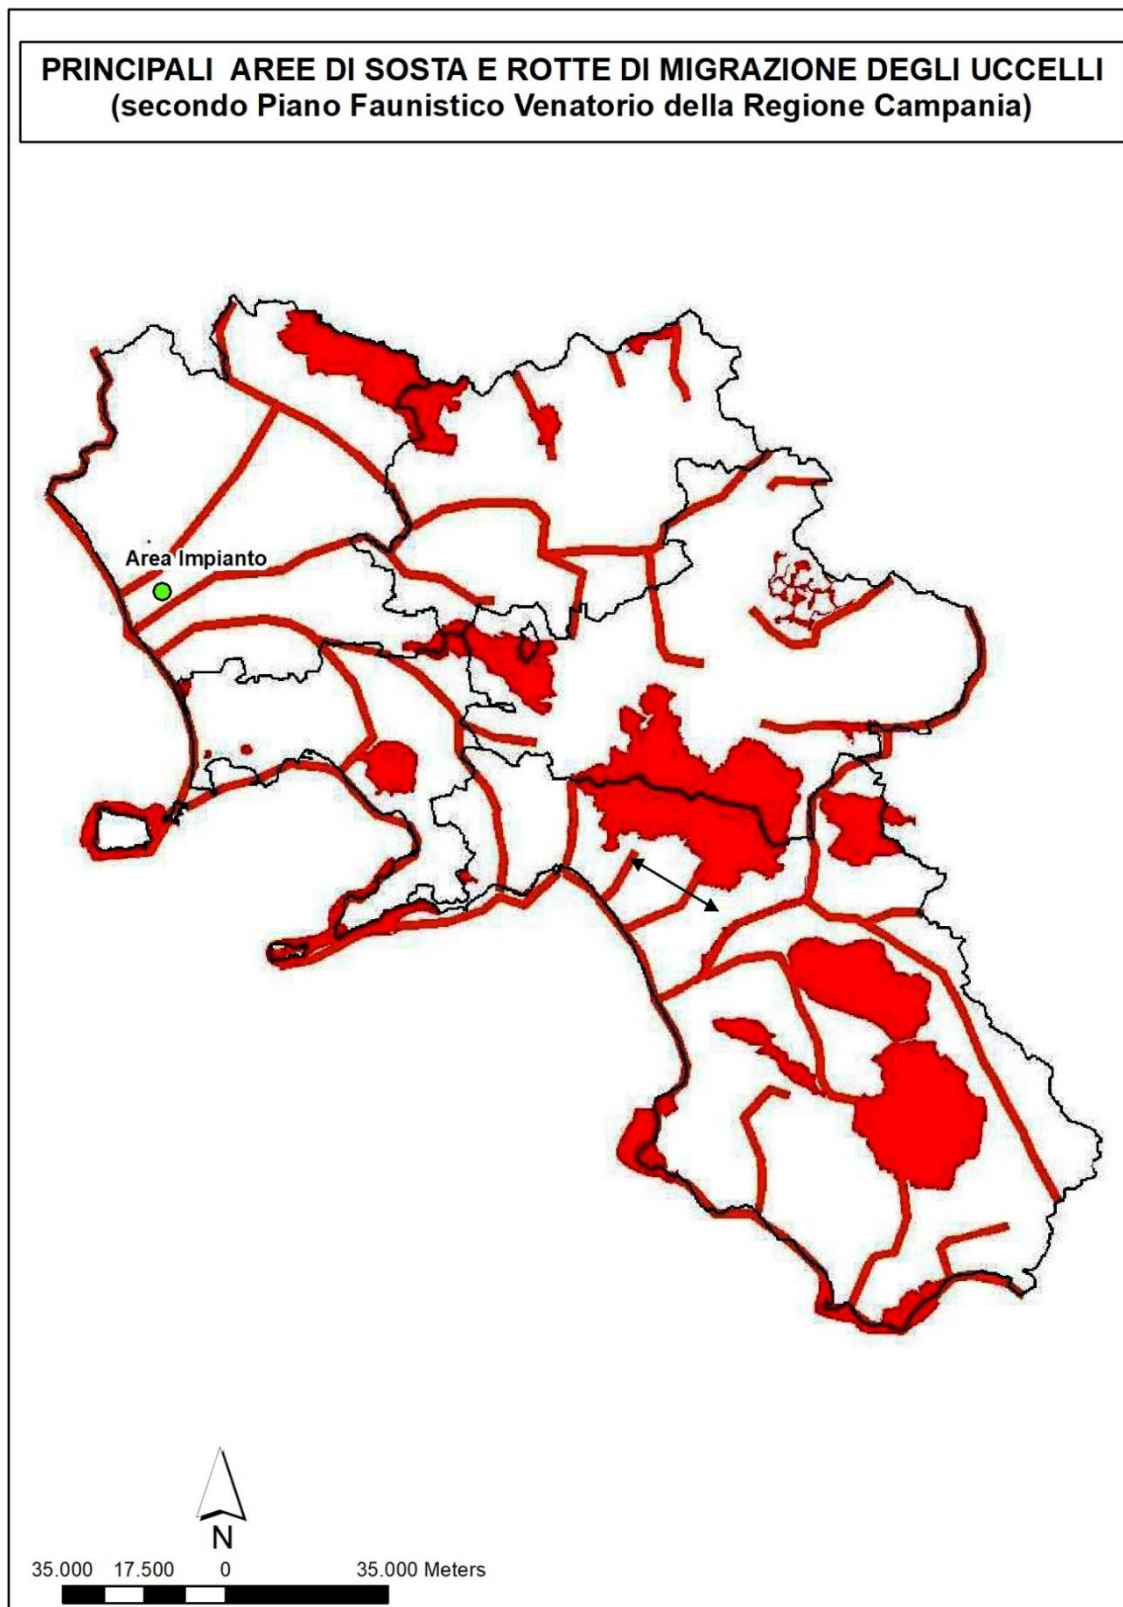 PRINCIPALI AREE DI SOSTA E ROTTE DI MIGRAZIONE DEGLI UCCELLI
(secondo Piano Faunistico Venatorio della Regione Campania)
Area Impianto
N
35.000 17.500 0 35.000 Meters